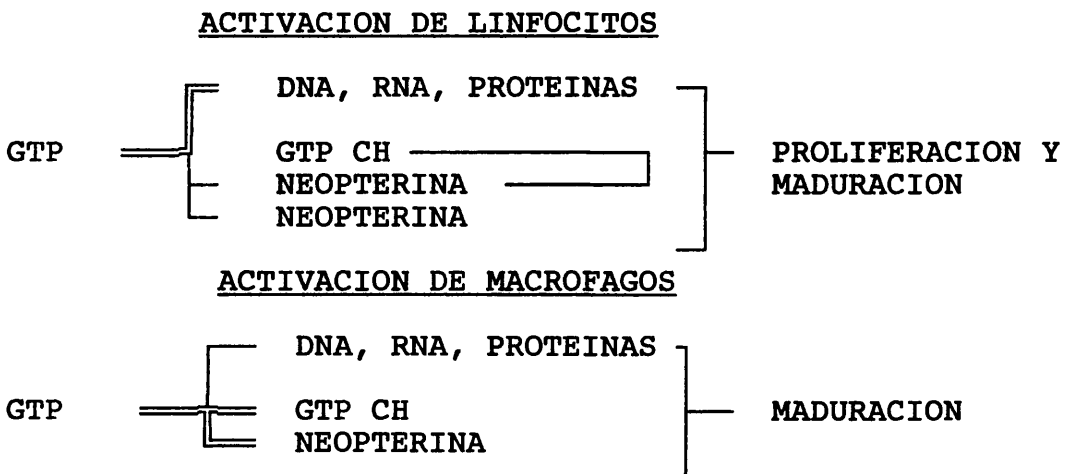 ACTIVACION DE LINFOCITOS
DNA, RNA, PROTEINAS
GTP
GTP CH
PROLIFERACION Y
NEOPTERINA
MADURACION
NEOPTERINA
ACTIVACION DE MACROFAGOS
DNA, RNA, PROTEINAS
GTP
GTP CH
MADURACION
NEOPTERINA